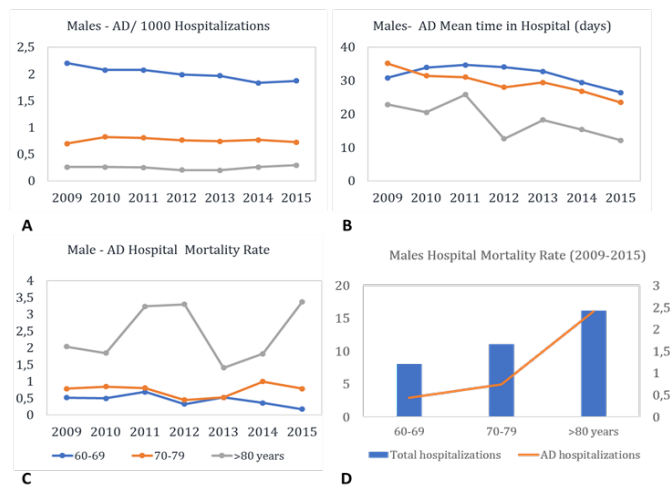 Males - AD/ 1000 Hospitalizations
2,5
2
1,5
1
0,5
0
2009 2010 2011 2012 2013 2014 2015
A
Males- AD Mean time in Hospital (days)
40
30
20
10
0
2009 2010 2011 2012 2013 2014 2015
B
Male - AD Hospital Mortality Rate
4
3,5
3
2,5
2
1,5
1
0,5
0
2009 2010 2011 2012 2013 2014 2015
60-69 70-79 >80 years
C
Males Hospital Mortality Rate (2009-2015)
20
15
10
5
0
3
2,5
2
1,5
1
0,5
0
60-69 70-79 >80 years
Total hospitalizations AD hospitalizations
D